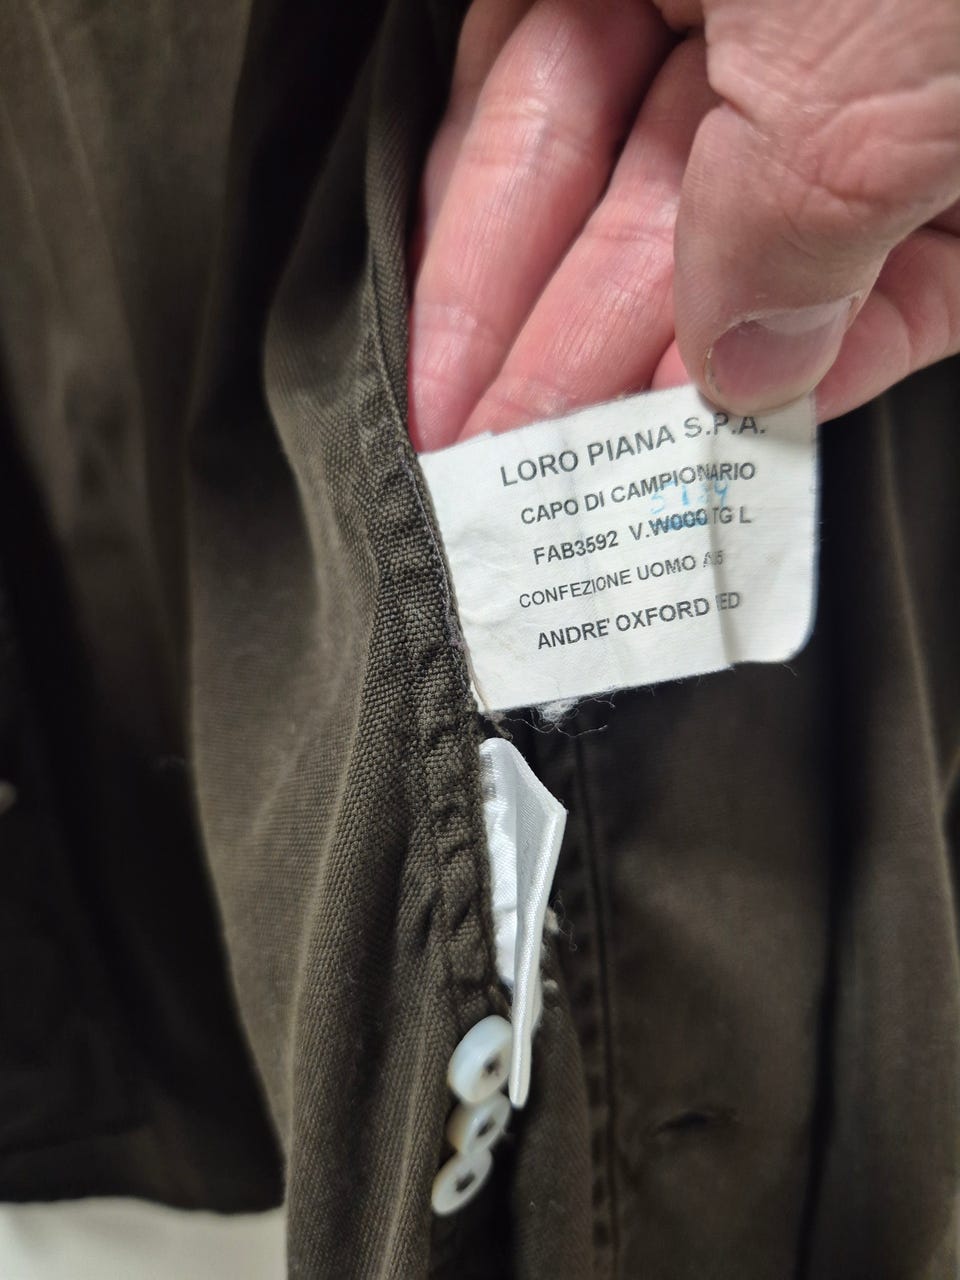 LORO PIANA S.P.A.
CAPO DI CAMPIONARIO
FAB3592 V.W000 TG L
CONFEZIONE UOMO
ANDRE' OXFORD